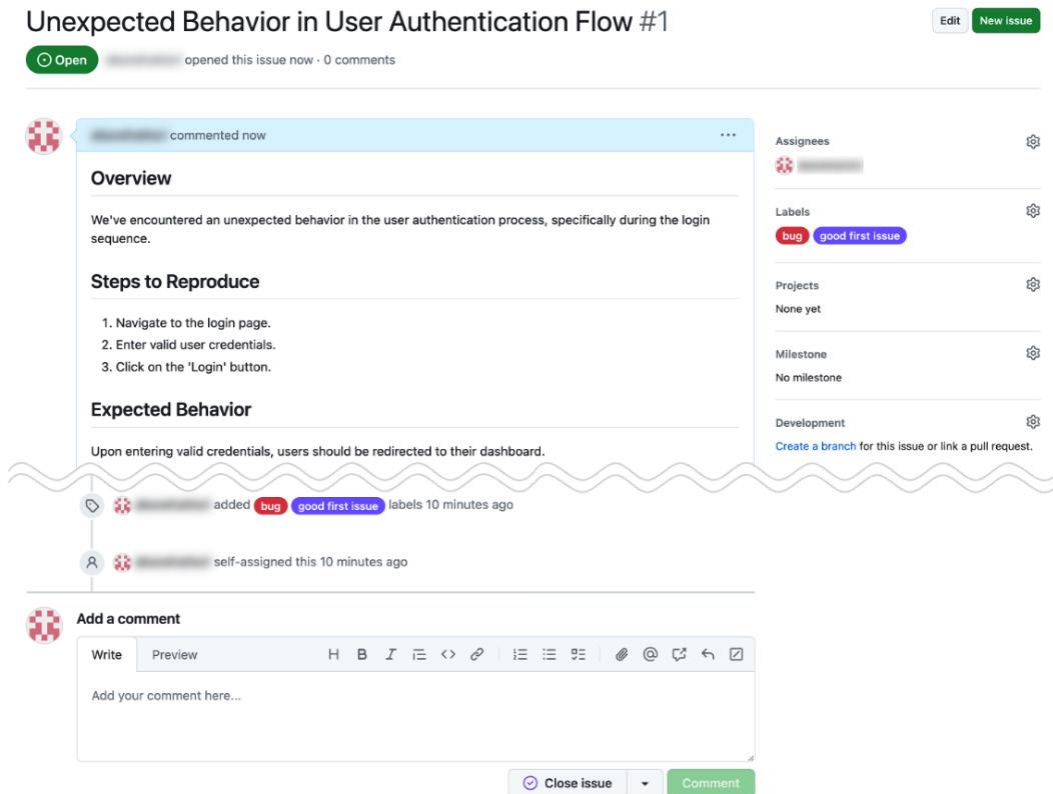 Unexpected Behavior in User Authentication Flow #1
Edit
New issue
Open
opened this issue now · 0 comments
commented now
Overview
We've encountered an unexpected behavior in the user authentication process, specifically during the login
sequence.
Steps to Reproduce
1. Navigate to the login page.
2. Enter valid user credentials.
3. Click on the 'Login' button.
Expected Behavior
Upon entering valid credentials, users should be redirected to their dashboard.
Assignees
Labels
bug good first issue
Projects
None yet
Milestone
No milestone
Development
Create a branch for this issue or link a pull request.
added bug good first issue labels 10 minutes ago
self-assigned this 10 minutes ago
Add a comment
Write Preview
Add your comment here...
Close issue
Comment